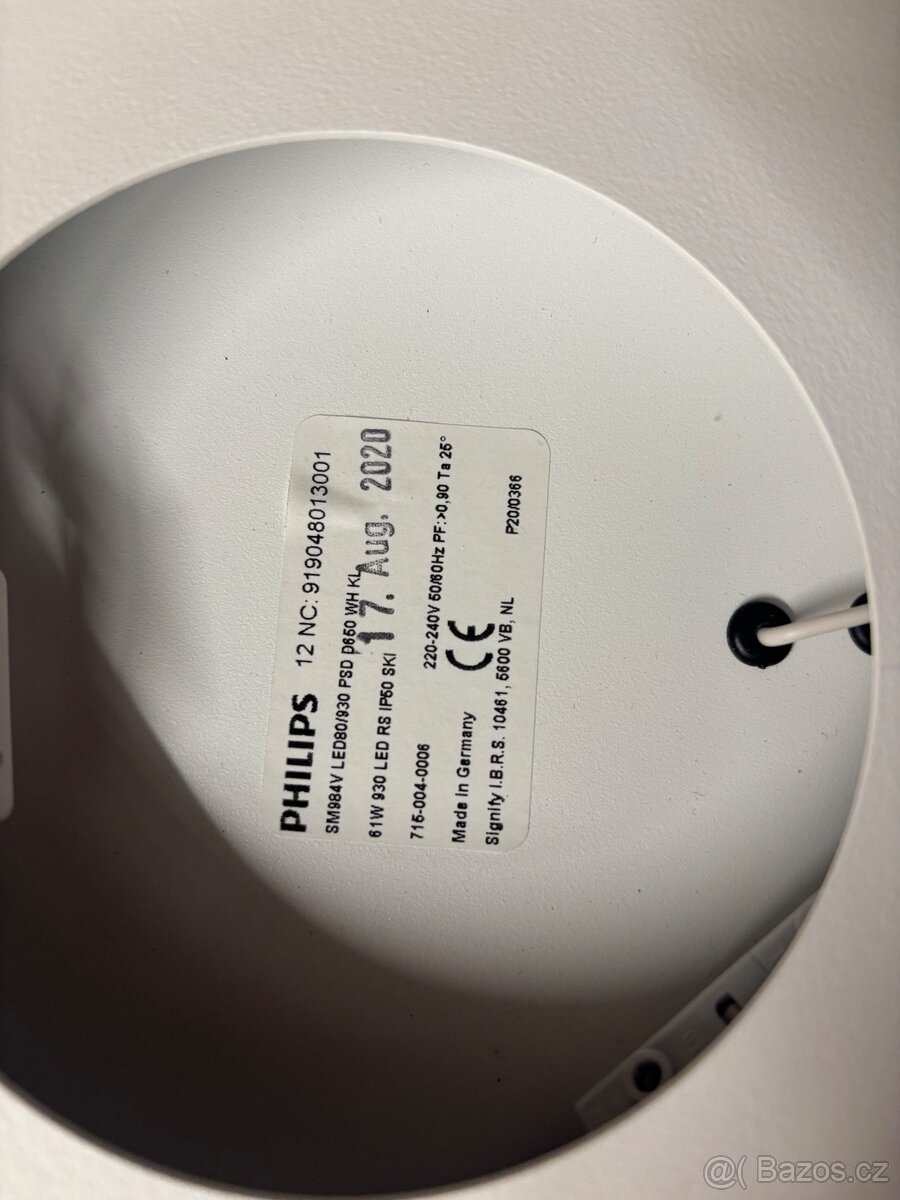 PHILIPS 12 NC: 919048013001
SM984V LED80/930 PSD D650 WH KL
61W 930 LED RS IP50 SKI
17. Aug. 2020
715-004-0006
220-240V 50/60Hz PF:>0,90 Ta 25°
Made in Germany
CE
Signify I.B.R.S. 10461, 5600 VB, NL
P20/0366
@( Bazos.cz